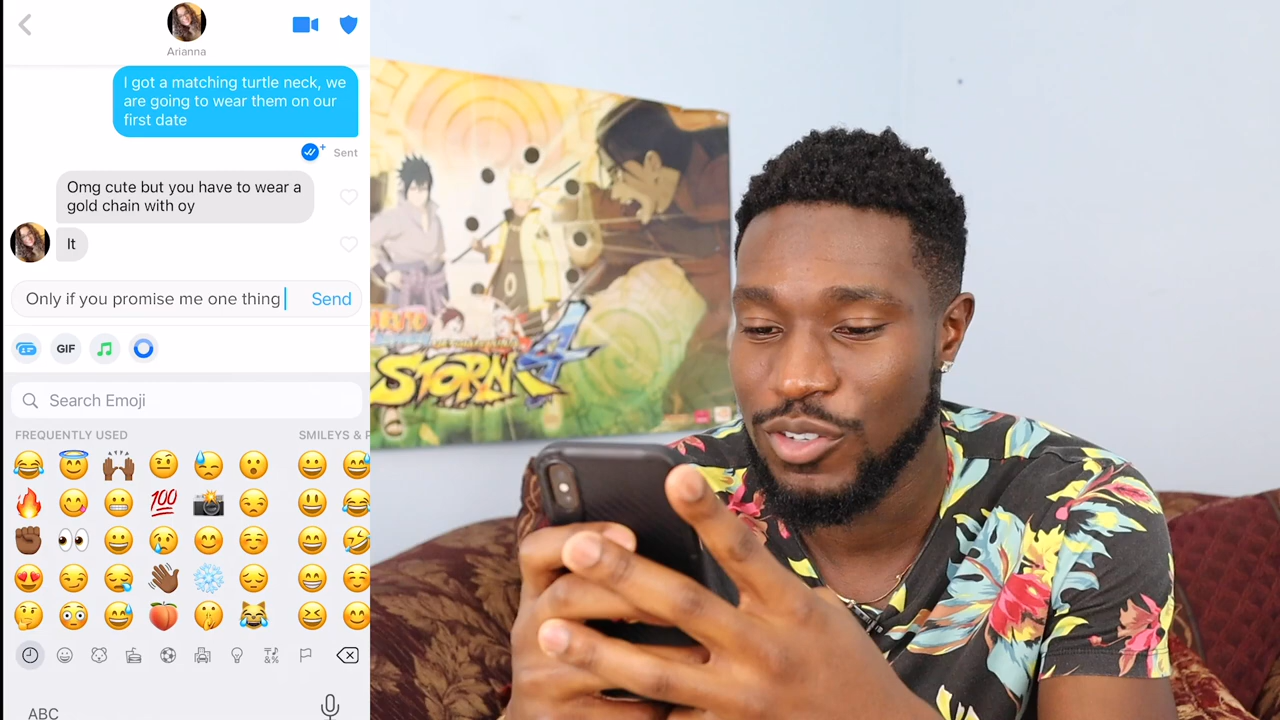 Arianna
I got a matching turtle neck, we
are going to wear them on our
first date
Sent
Omg cute but you have to wear a
gold chain with oy
It
Only if you promise me one thing
Send
GIF
Search Emoji
FREQUENTLY USED
SMILEYS & P
100
ABC
STORM 4